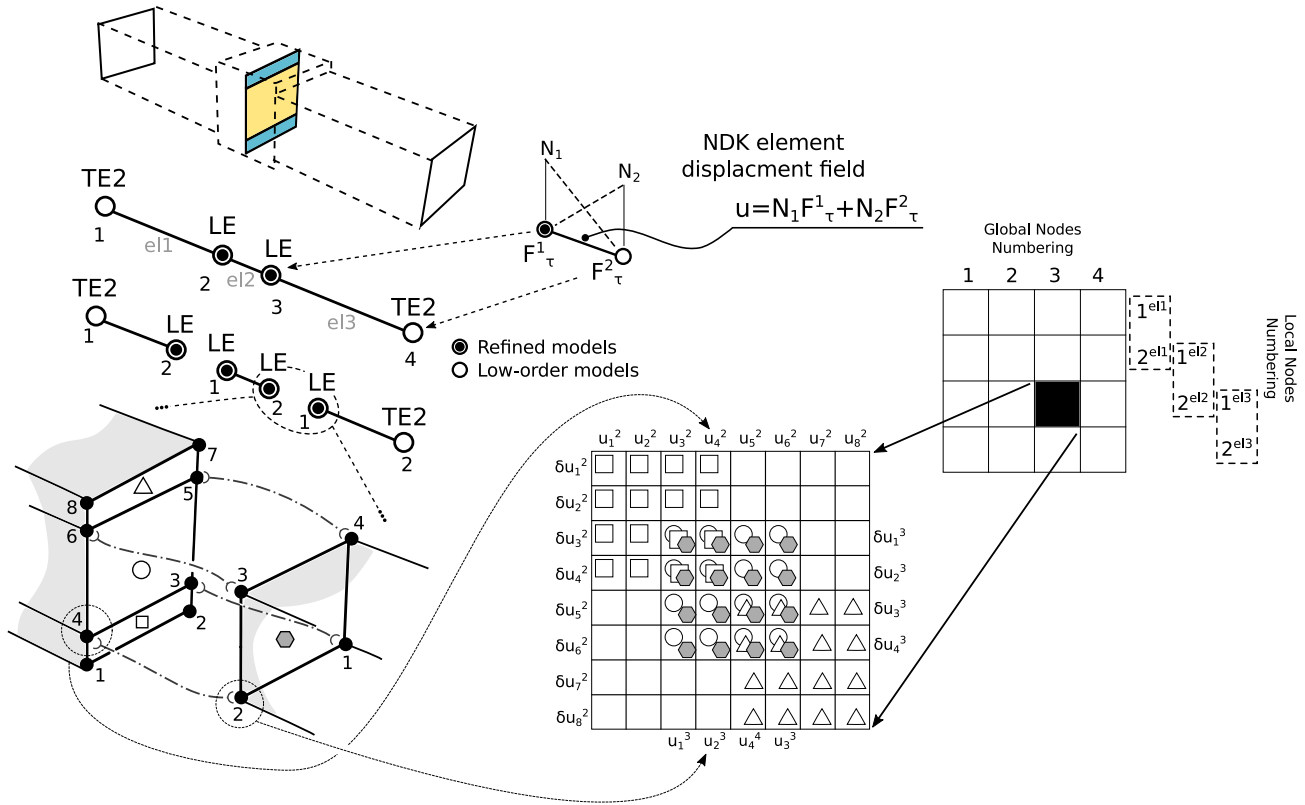 NDK element
displacment field
u=N₁F¹τ+N₂F²τ
N₁
N₂
F¹τ
F²τ
TE2
1
el1
LE
2
el2
LE
3
el3
TE2
4
TE2
1
LE
2
LE
1
LE
2
LE
1
TE2
2
Refined models
Low-order models
7
8
5
6
3
4
2
1
4
3
1
2
Global Nodes
Numbering
1 2 3 4
1ᵉˡ¹
2ᵉˡ¹ 1ᵉˡ²
2ᵉˡ² 1ᵉˡ³
2ᵉˡ³
Local Nodes
Numbering
u₁² u₂² u₃² u₄² u₅² u₆² u₇² u₈²
δu₁²
δu₂²
δu₃² δu₁³
δu₄² δu₂³
δu₅² δu₃³
δu₆² δu₄³
δu₇²
δu₈²
u₁³ u₂³ u₄⁴ u₃³